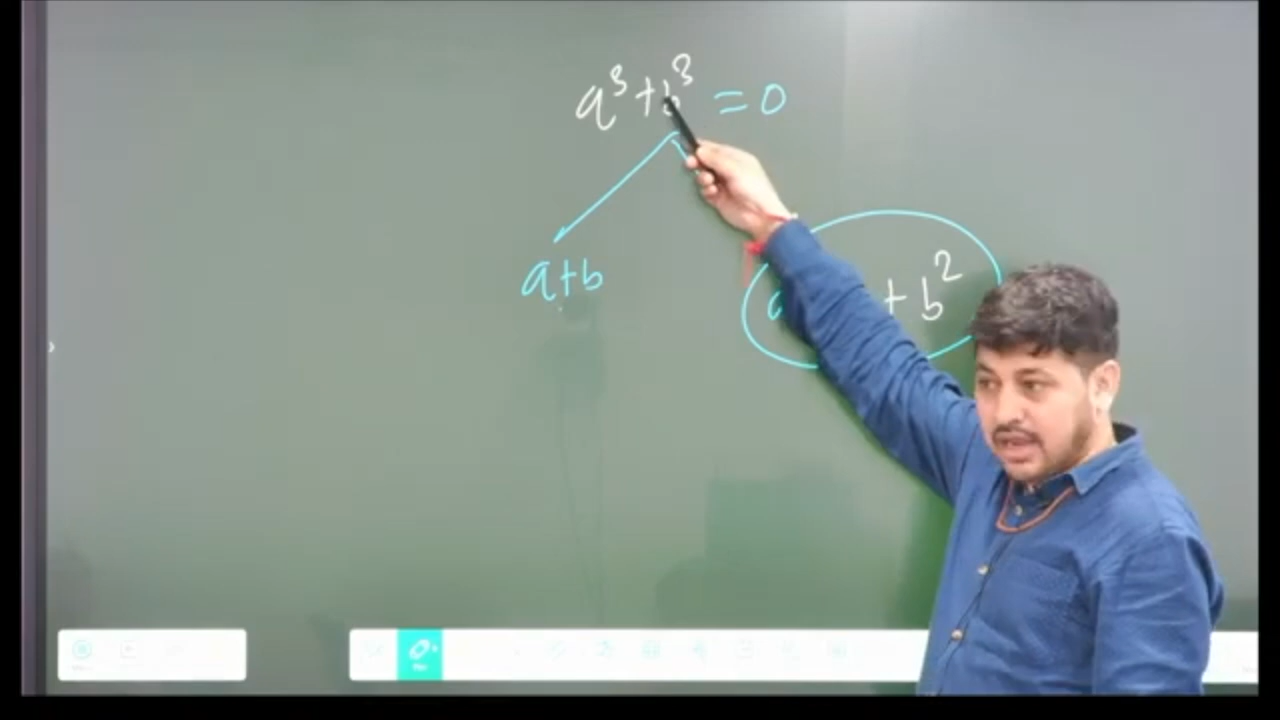 a³+b³ = 0
a+b
+ b²